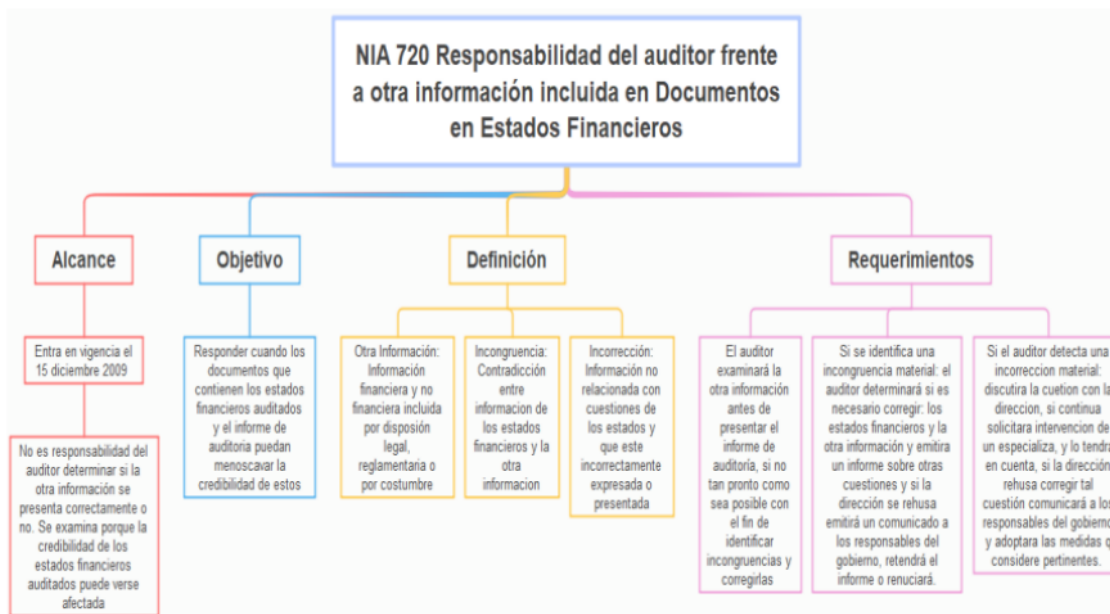 NIA 720 Responsabilidad del auditor frente
a otra información incluida en Documentos
en Estados Financieros
Alcance
Objetivo
Definición
Requerimientos
Entra en vigencia el
15 diciembre 2009
No es responsabilidad del
auditor determinar si la
otra información se
presenta correctamente o
no. Se examina porque la
credibilidad de los
estados financieros
auditados puede verse
afectada
Responder cuando los
documentos que
contienen los estados
financieros auditados
y el informe de
auditoria puedan
menoscavar la
credibilidad de estos
Otra Información:
Información
financiera y no
financiera incluida
por disposión
legal,
reglamentaria o
por costumbre
Incongruencia:
Contradicción
entre
informacion de
los estados
financieros y la
otra
informacion
Incorrección:
Información no
relacionada con
cuestiones de
los estados y
que este
incorrectamente
expresada o
presentada
El auditor
examinará la
otra información
antes de
presentar el
informe de
auditoría, si no
tan pronto como
sea posible con
el fin de
identificar
incongruencias y
corregirlas
Si se identifica una
incongruencia material: el
auditor determinará si es
necesario corregir: los
estados financieros y la
otra información y emitira
un informe sobre otras
cuestiones y si la
dirección se rehusa
emitirá un comunicado a
los responsables del
gobierno, retendrá el
informe o renuciará.
Si el auditor detecta una
incorreccion material:
discutira la cuetion con la
direccion, si continua
solicitara intervencion de
un especializa, y lo tendra
en cuenta, si la dirección
rehusa corregir tal
cuestión comunicará a los
responsables del gobierno
y adoptara las medidas q
considere pertinentes.